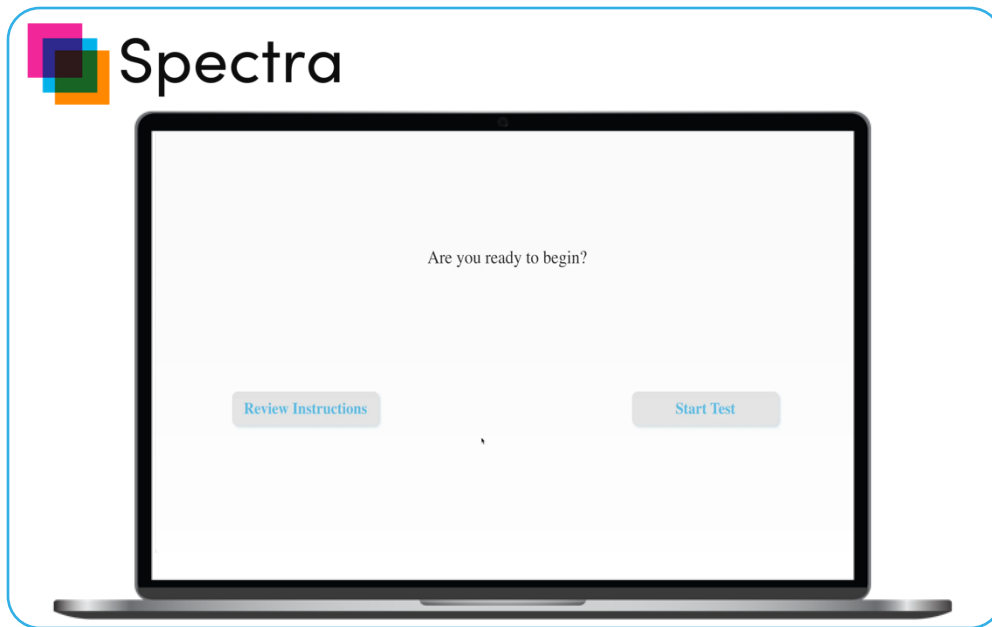 Spectra
Are you ready to begin?
Review Instructions
Start Test